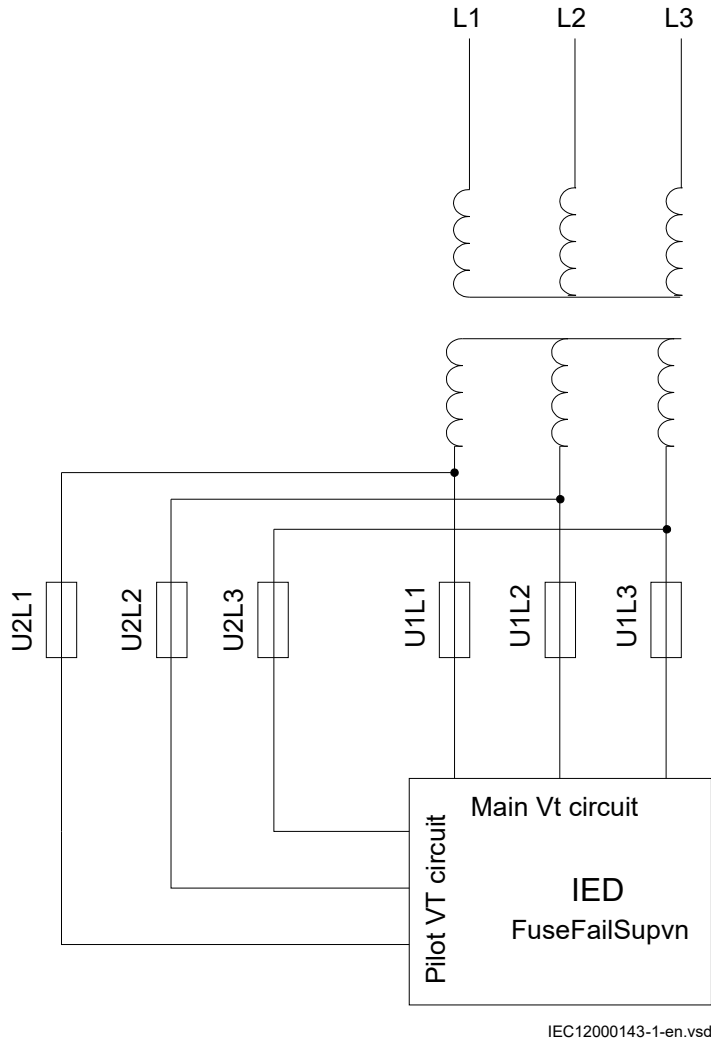 L1
L2
L3
U2L1
U2L2
U2L3
U1L1
U1L2
U1L3
Main Vt circuit
Pilot VT circuit
IED
FuseFailSupvn
IEC12000143-1-en.vsd